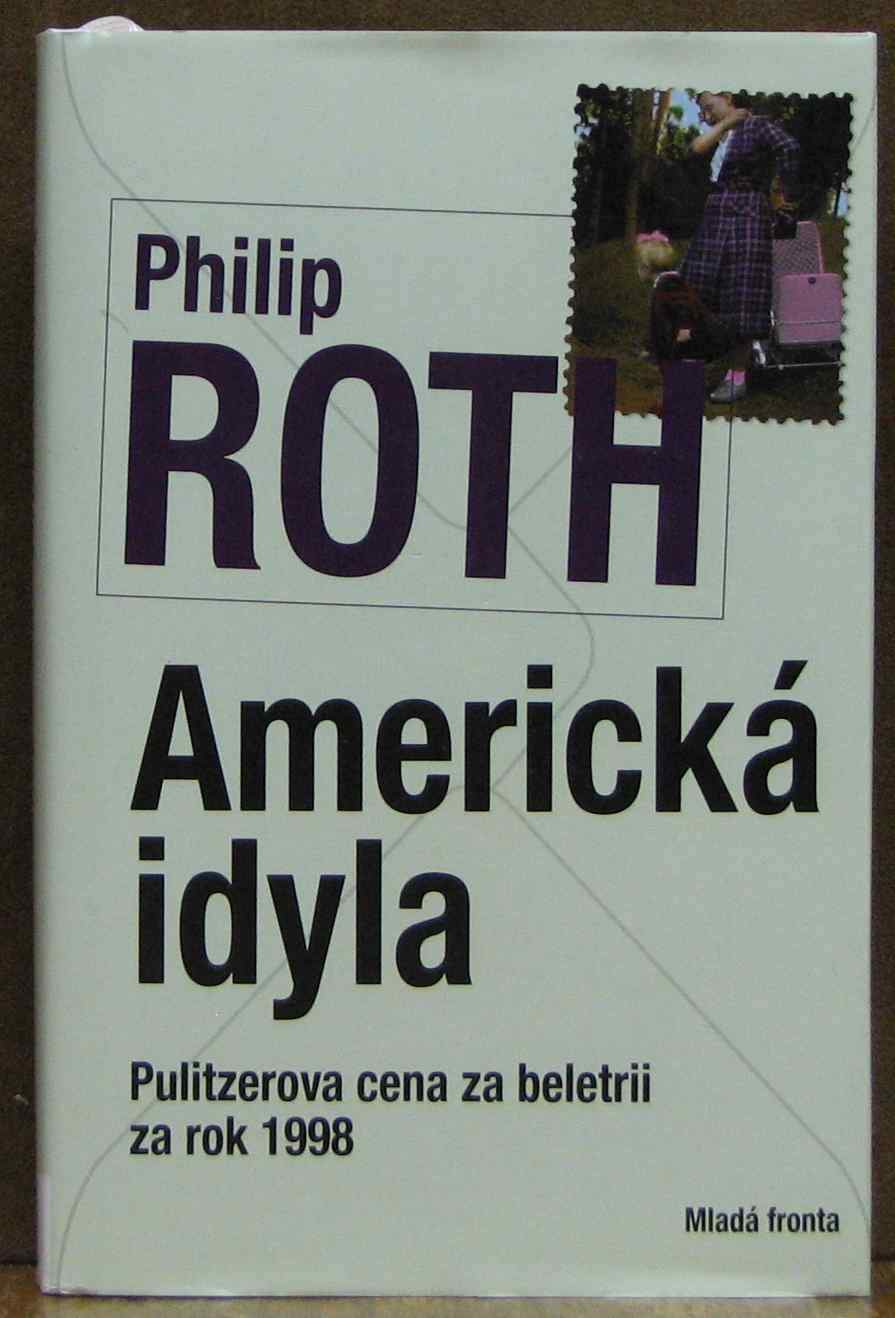 Philip
ROTH
Americká
idyla
Pulitzerova cena za beletrii
za rok 1998
Mladá fronta